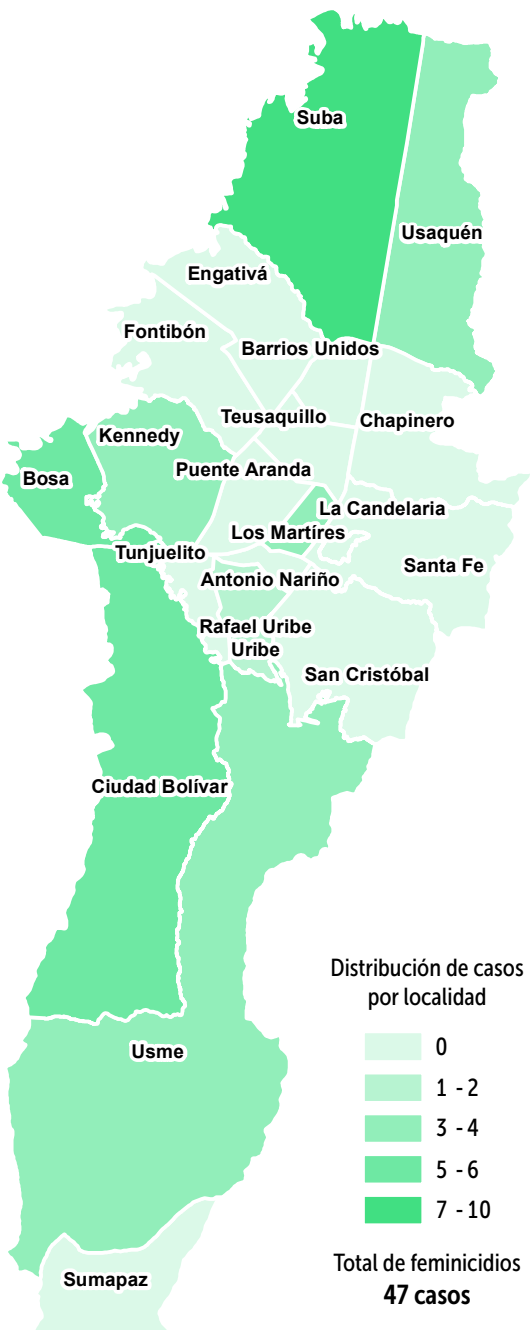 Suba
Usaquén
Engativá
Fontibón
Barrios Unidos
Teusaquillo
Chapinero
Kennedy
Bosa
Puente Aranda
La Candelaria
Los Martíres
Tunjuelito
Santa Fe
Antonio Nariño
Rafael Uribe
Uribe
San Cristóbal
Ciudad Bolívar
Usme
Sumapaz
Distribución de casos
por localidad
0
1 - 2
3 - 4
5 - 6
7 - 10
Total de feminicidios
47 casos